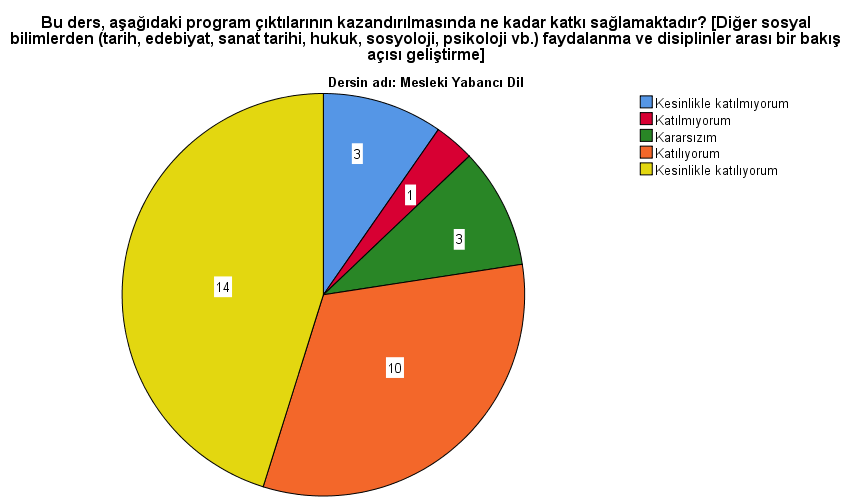 Bu ders, aşağıdaki program çıktılarının kazandırılmasında ne kadar katkı sağlamaktadır? [Diğer sosyal
bilimlerden (tarih, edebiyat, sanat tarihi, hukuk, sosyoloji, psikoloji vb.) faydalanma ve disiplinler arası bir bakış
açısı geliştirme]
Dersin adı: Mesleki Yabancı Dil
Kesinlikle katılmıyorum
Katılmıyorum
Kararsızım
Katılıyorum
Kesinlikle katılıyorum
3
1
3
14
10